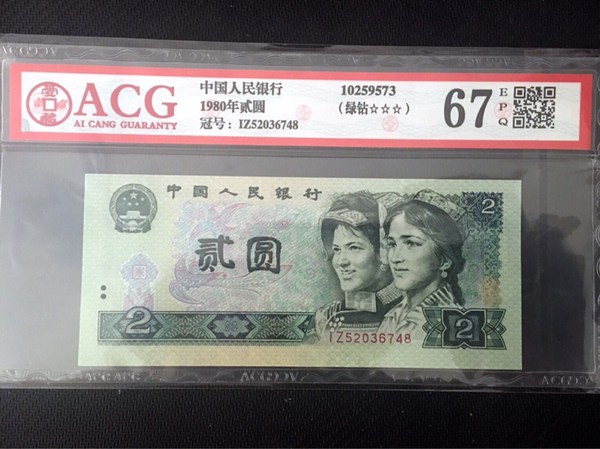 ACG
AI CANG GUARANTY
中国人民银行
1980年贰圆
冠号：IZ52036748
10259573
（绿钻☆☆☆）
67
EPQ
中国人民银行
贰圆
2
2
2
IZ52036748